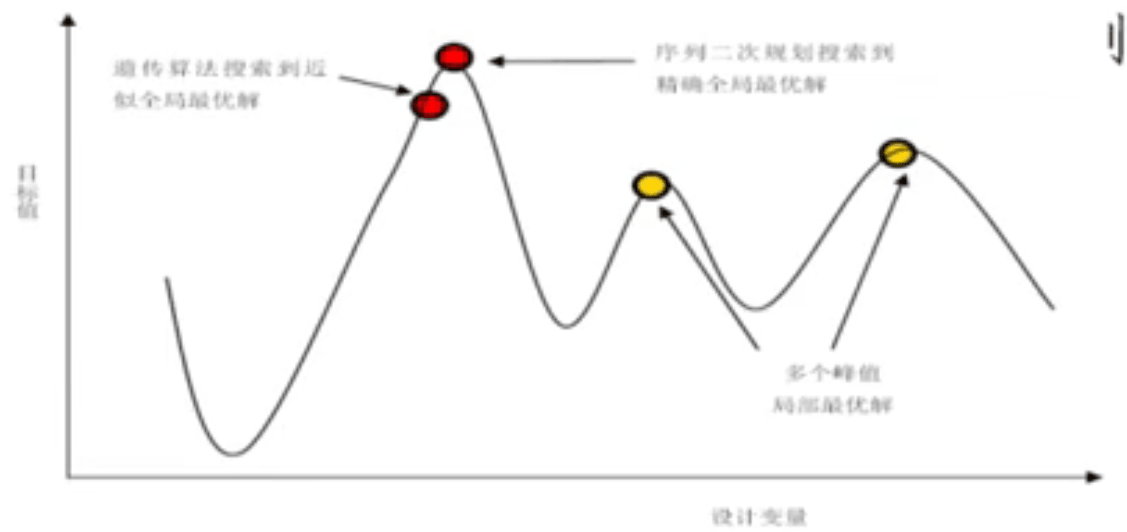 遗传算法搜索到近
似全局最优解
序列二次规划搜索到
精确全局最优解
目标值
多个峰值
局部最优解
设计变量